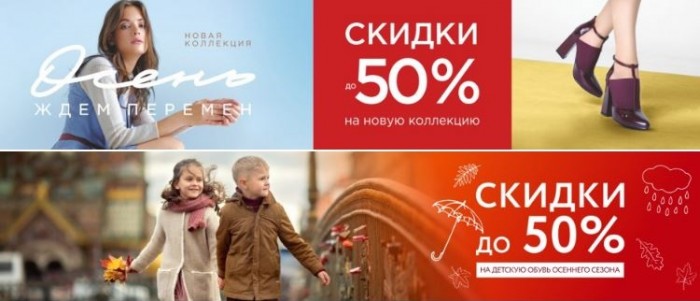 НОВАЯ
КОЛЛЕКЦИЯ
Осень
ЖДЕМ ПЕРЕМЕН
СКИДКИ
до 50%
на новую коллекцию
СКИДКИ
ДО 50%
НА ДЕТСКУЮ ОБУВЬ ОСЕННЕГО СЕЗОНА